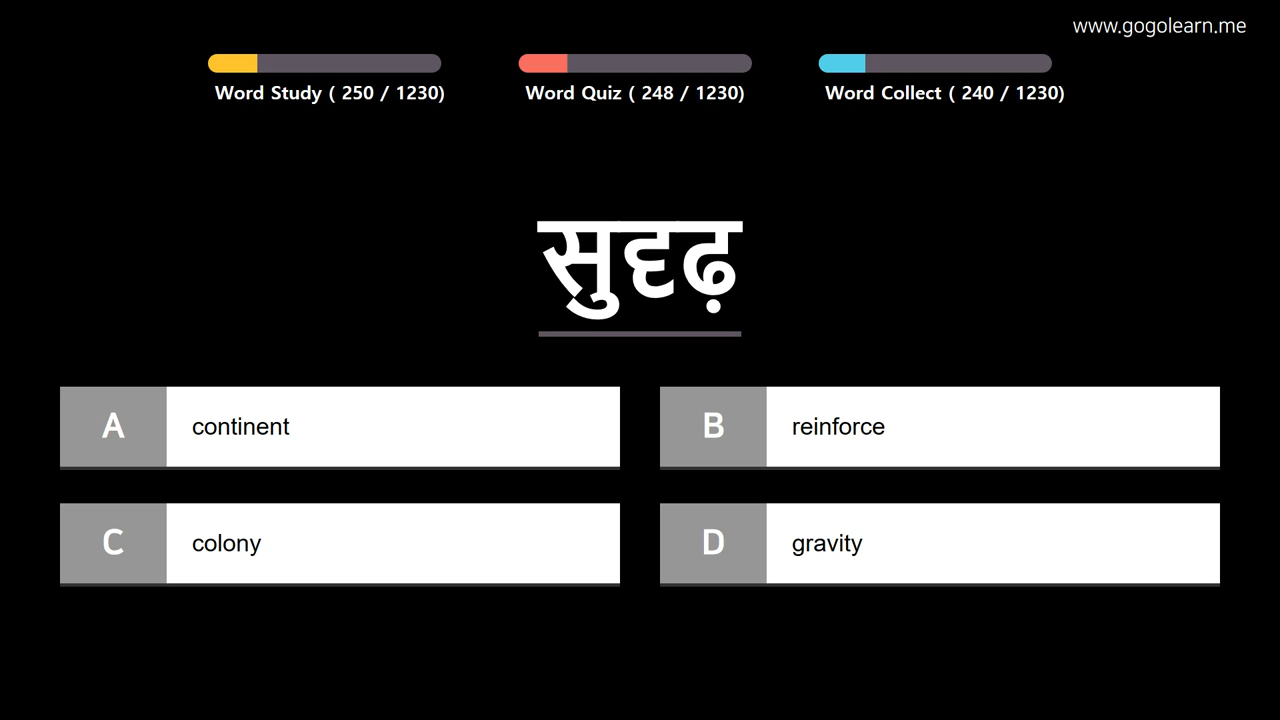 www.gogolearn.me
Word Study ( 250 / 1230)
Word Quiz ( 248 / 1230)
Word Collect ( 240 / 1230)
सुदृढ़
A continent
B reinforce
C colony
D gravity